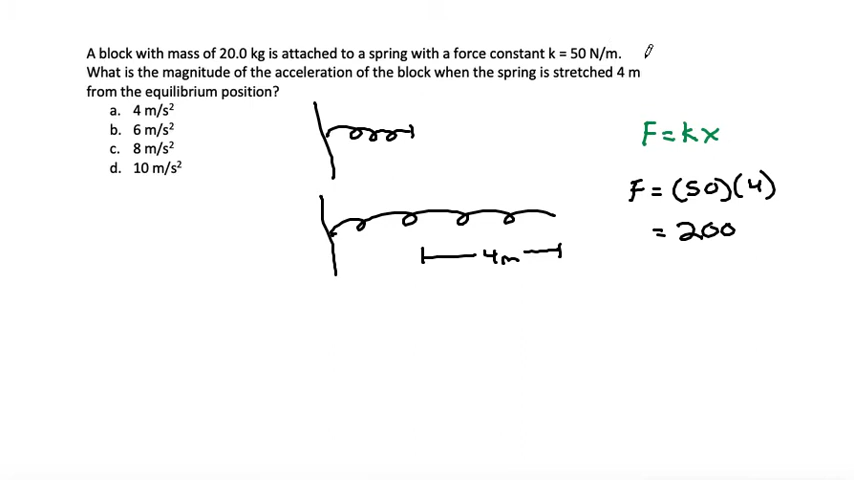 A block with mass of 20.0 kg is attached to a spring with a force constant k = 50 N/m.
What is the magnitude of the acceleration of the block when the spring is stretched 4 m
from the equilibrium position?
a. 4 m/s²
b. 6 m/s²
c. 8 m/s²
d. 10 m/s²
F = kx
F = (50)(4)
= 200
4m